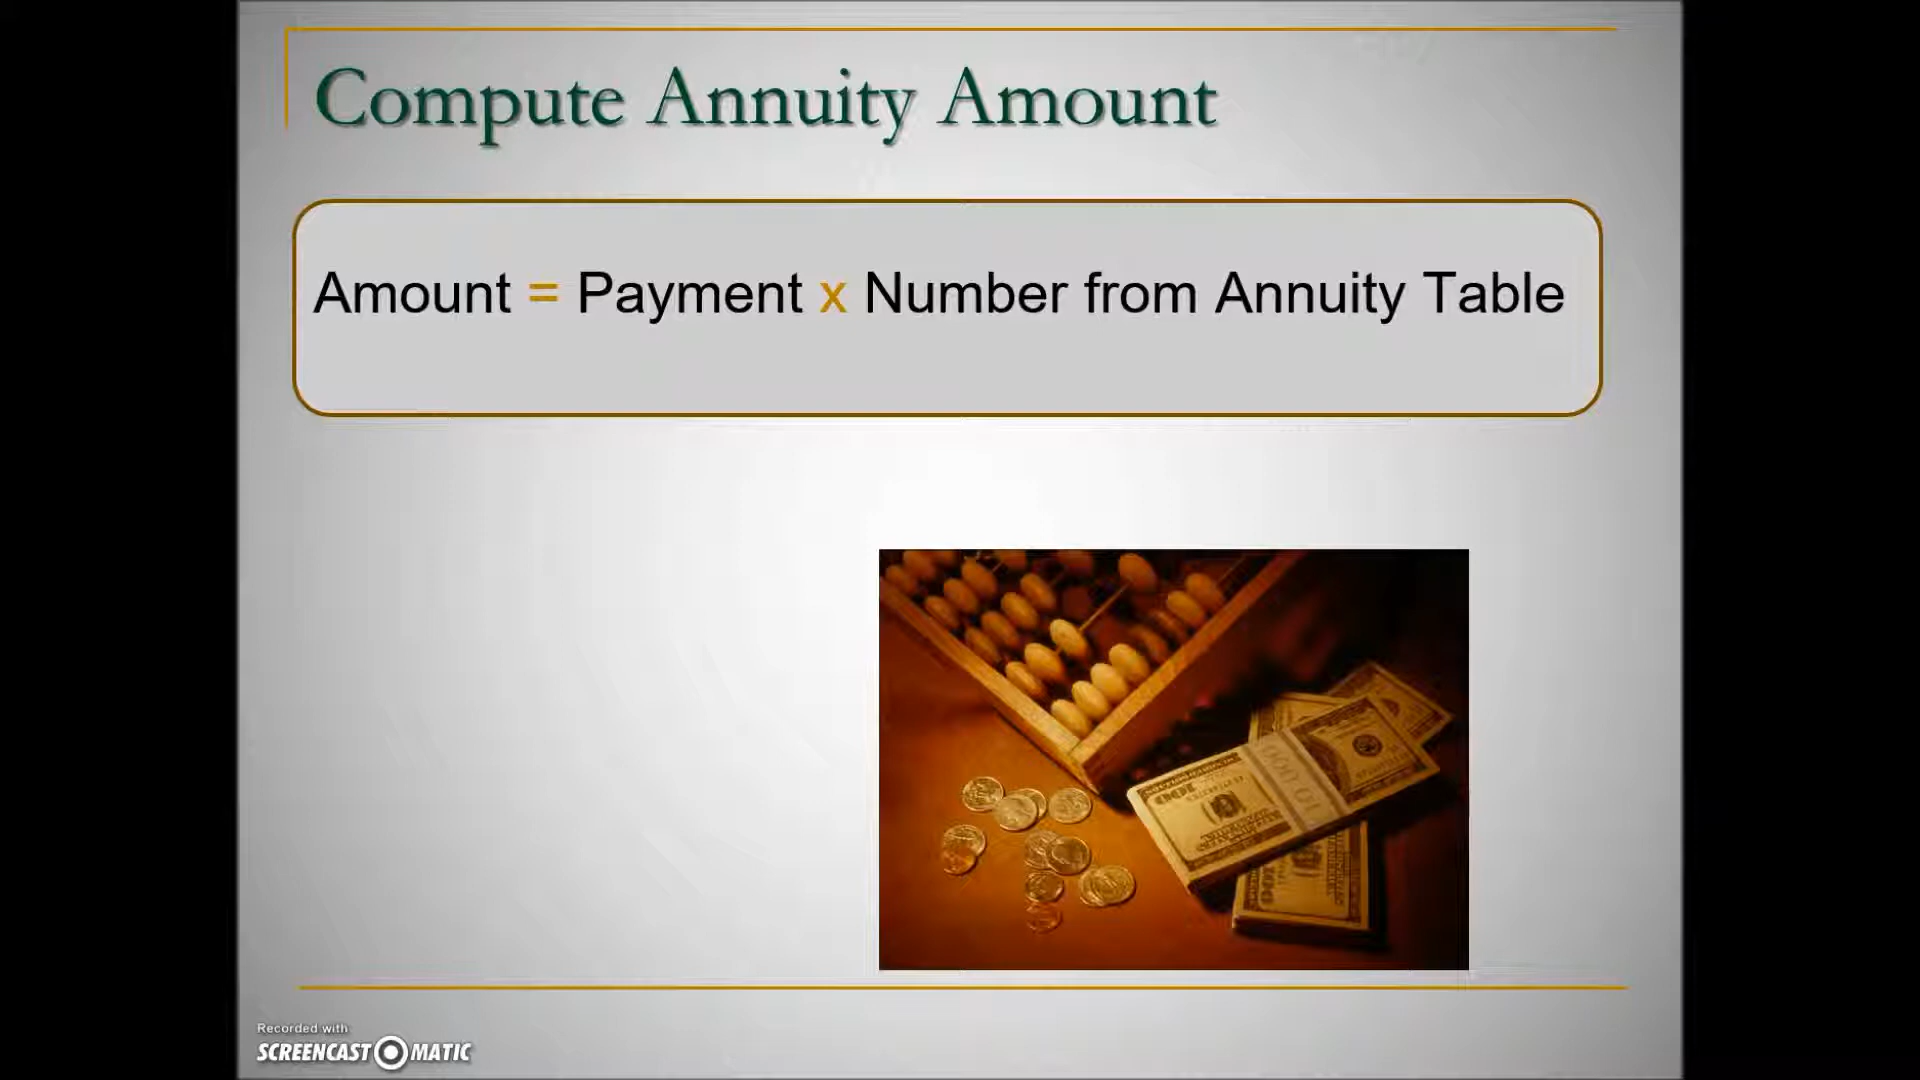 Compute Annuity Amount
Amount = Payment x Number from Annuity Table
Recorded with
SCREENCAST MATIC